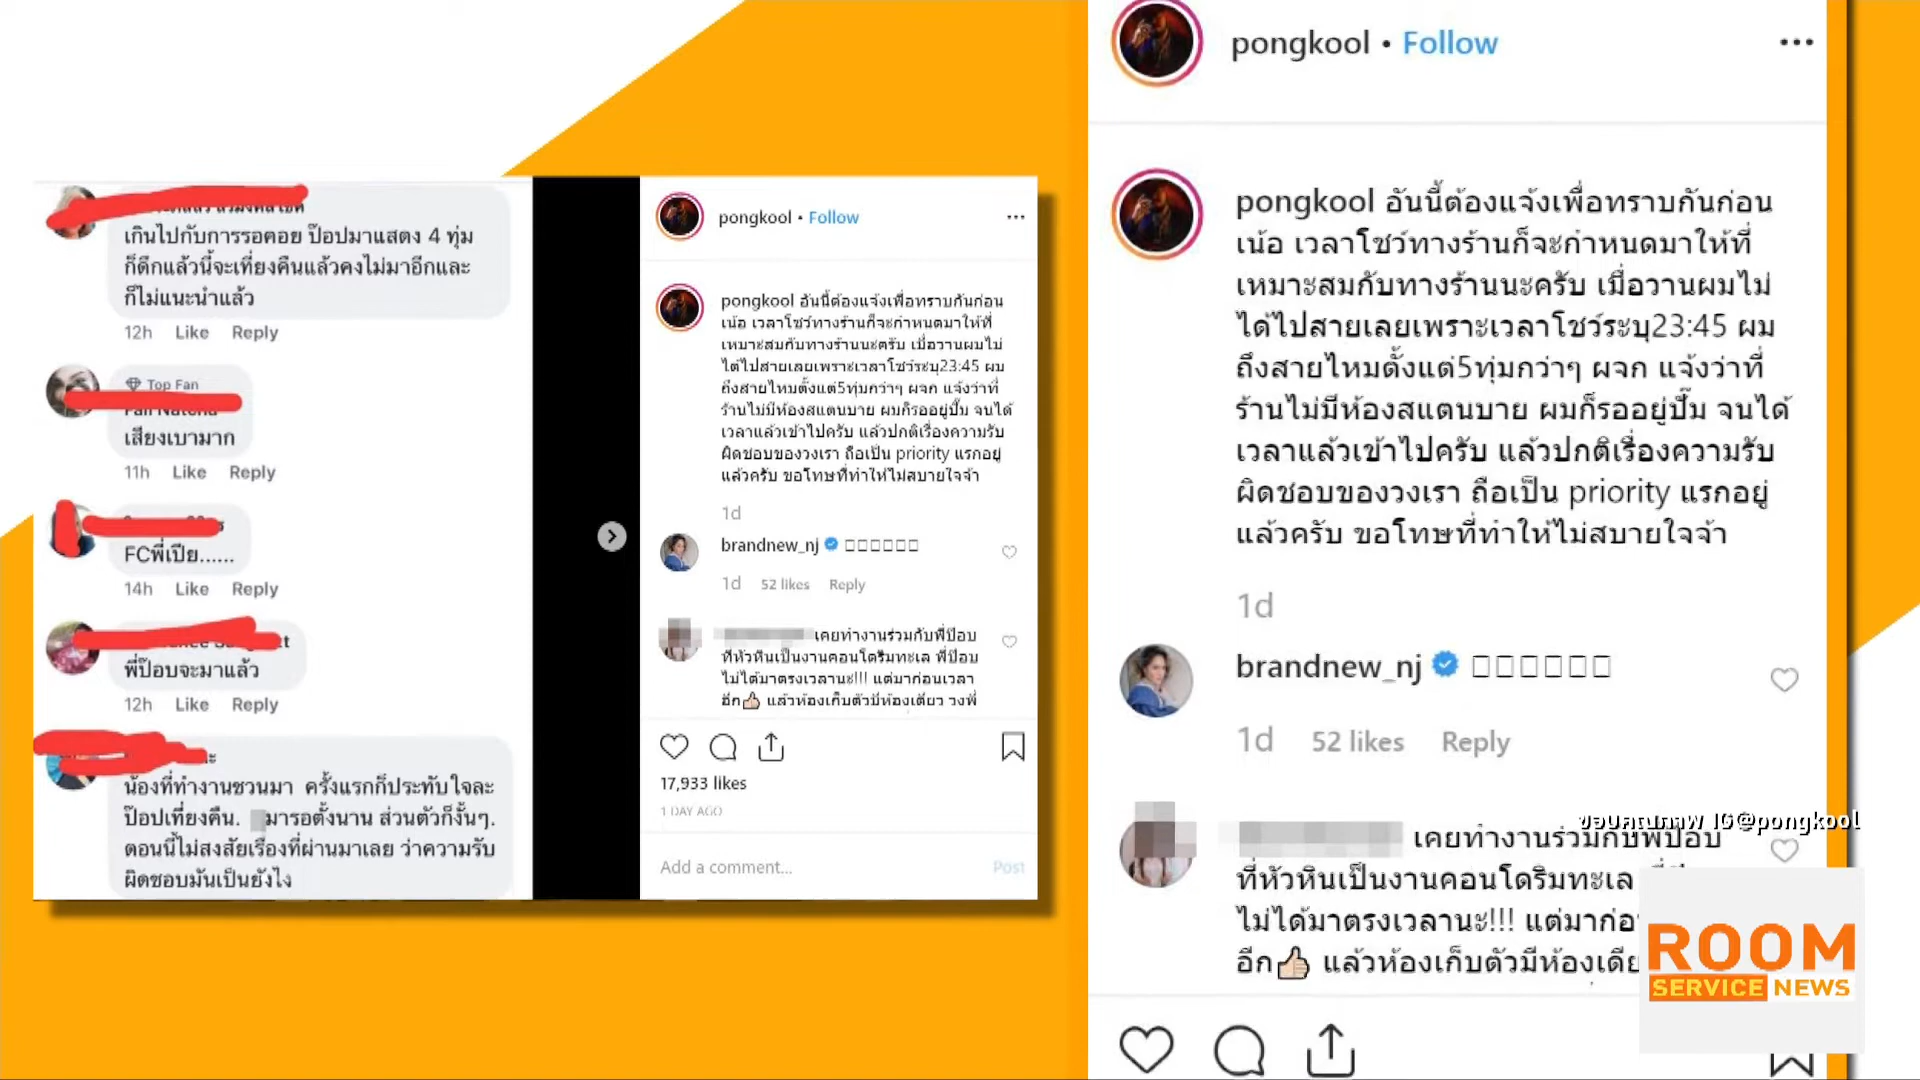 เกินไปกับการรอคอย ป๊อปมาแสดง 4 ทุ่ม
ก็ดึกแล้วนี้จะเที่ยงคืนแล้วคงไม่มาอีกและ
ก็ไม่แนะนำแล้ว
12h Like Reply
Top Fan
เสียงเบามาก
11h Like Reply
FCพี่เปีย......
14h Like Reply
พี่ป๊อบจะมาแล้ว
12h Like Reply
น้องที่ทำงานชวนมา ครั้งแรกก็ประทับใจละ
ป๊อปเที่ยงคืน. มารอตั้งนาน ส่วนตัวก็งั้นๆ.
ตอนนี้ไม่สงสัยเรื่องที่ผ่านมาเลย ว่าความรับ
ผิดชอบมันเป็นยังไง
pongkool • Follow
pongkool อันนี้ต้องแจ้งเพื่อทราบกันก่อน
เน้อ เวลาโชว์ทางร้านก็จะกำหนดมาให้ที่
เหมาะสมกับทางร้านนะครับ เมื่อวานผมไม่
ได้ไปสายเลยเพราะเวลาโชว์ระบุ23:45 ผม
ถึงสายไหมตั้งแต่5ทุ่มกว่าๆ ผจก แจ้งว่าที่
ร้านไม่มีห้องสแตนบาย ผมก็รออยู่ปั๊ม จนได้
เวลาแล้วเข้าไปครับ แล้วปกติเรื่องความรับ
ผิดชอบของวงเรา ถือเป็น priority แรกอยู่
แล้วครับ ขอโทษที่ทำให้ไม่สบายใจจ้า
1d
brandnew_nj
1d 52 likes Reply
เคยทำงานร่วมกับพี่ป๊อบ
ที่หัวหินเป็นงานคอนโดริมทะเล พี่ป๊อบ
ไม่ได้มาตรงเวลานะ!!! แต่มาก่อนเวลา
อีก👍🏻 แล้วห้องเก็บตัวมีห้องเดียว วงพี่
17,933 likes
1 DAY AGO
Add a comment... Post
pongkool • Follow
pongkool อันนี้ต้องแจ้งเพื่อทราบกันก่อน
เน้อ เวลาโชว์ทางร้านก็จะกำหนดมาให้ที่
เหมาะสมกับทางร้านนะครับ เมื่อวานผมไม่
ได้ไปสายเลยเพราะเวลาโชว์ระบุ23:45 ผม
ถึงสายไหมตั้งแต่5ทุ่มกว่าๆ ผจก แจ้งว่าที่
ร้านไม่มีห้องสแตนบาย ผมก็รออยู่ปั๊ม จนได้
เวลาแล้วเข้าไปครับ แล้วปกติเรื่องความรับ
ผิดชอบของวงเรา ถือเป็น priority แรกอยู่
แล้วครับ ขอโทษที่ทำให้ไม่สบายใจจ้า
1d
brandnew_nj
1d 52 likes Reply
ขอบคุณภาพ IG@pongkool
เคยทำงานร่วมกับพี่ป๊อบ
ที่หัวหินเป็นงานคอนโดริมทะเล
ไม่ได้มาตรงเวลานะ!!! แต่มาก่อ
อีก👍🏻 แล้วห้องเก็บตัวมีห้องเดีย
ROOM
SERVICE NEWS